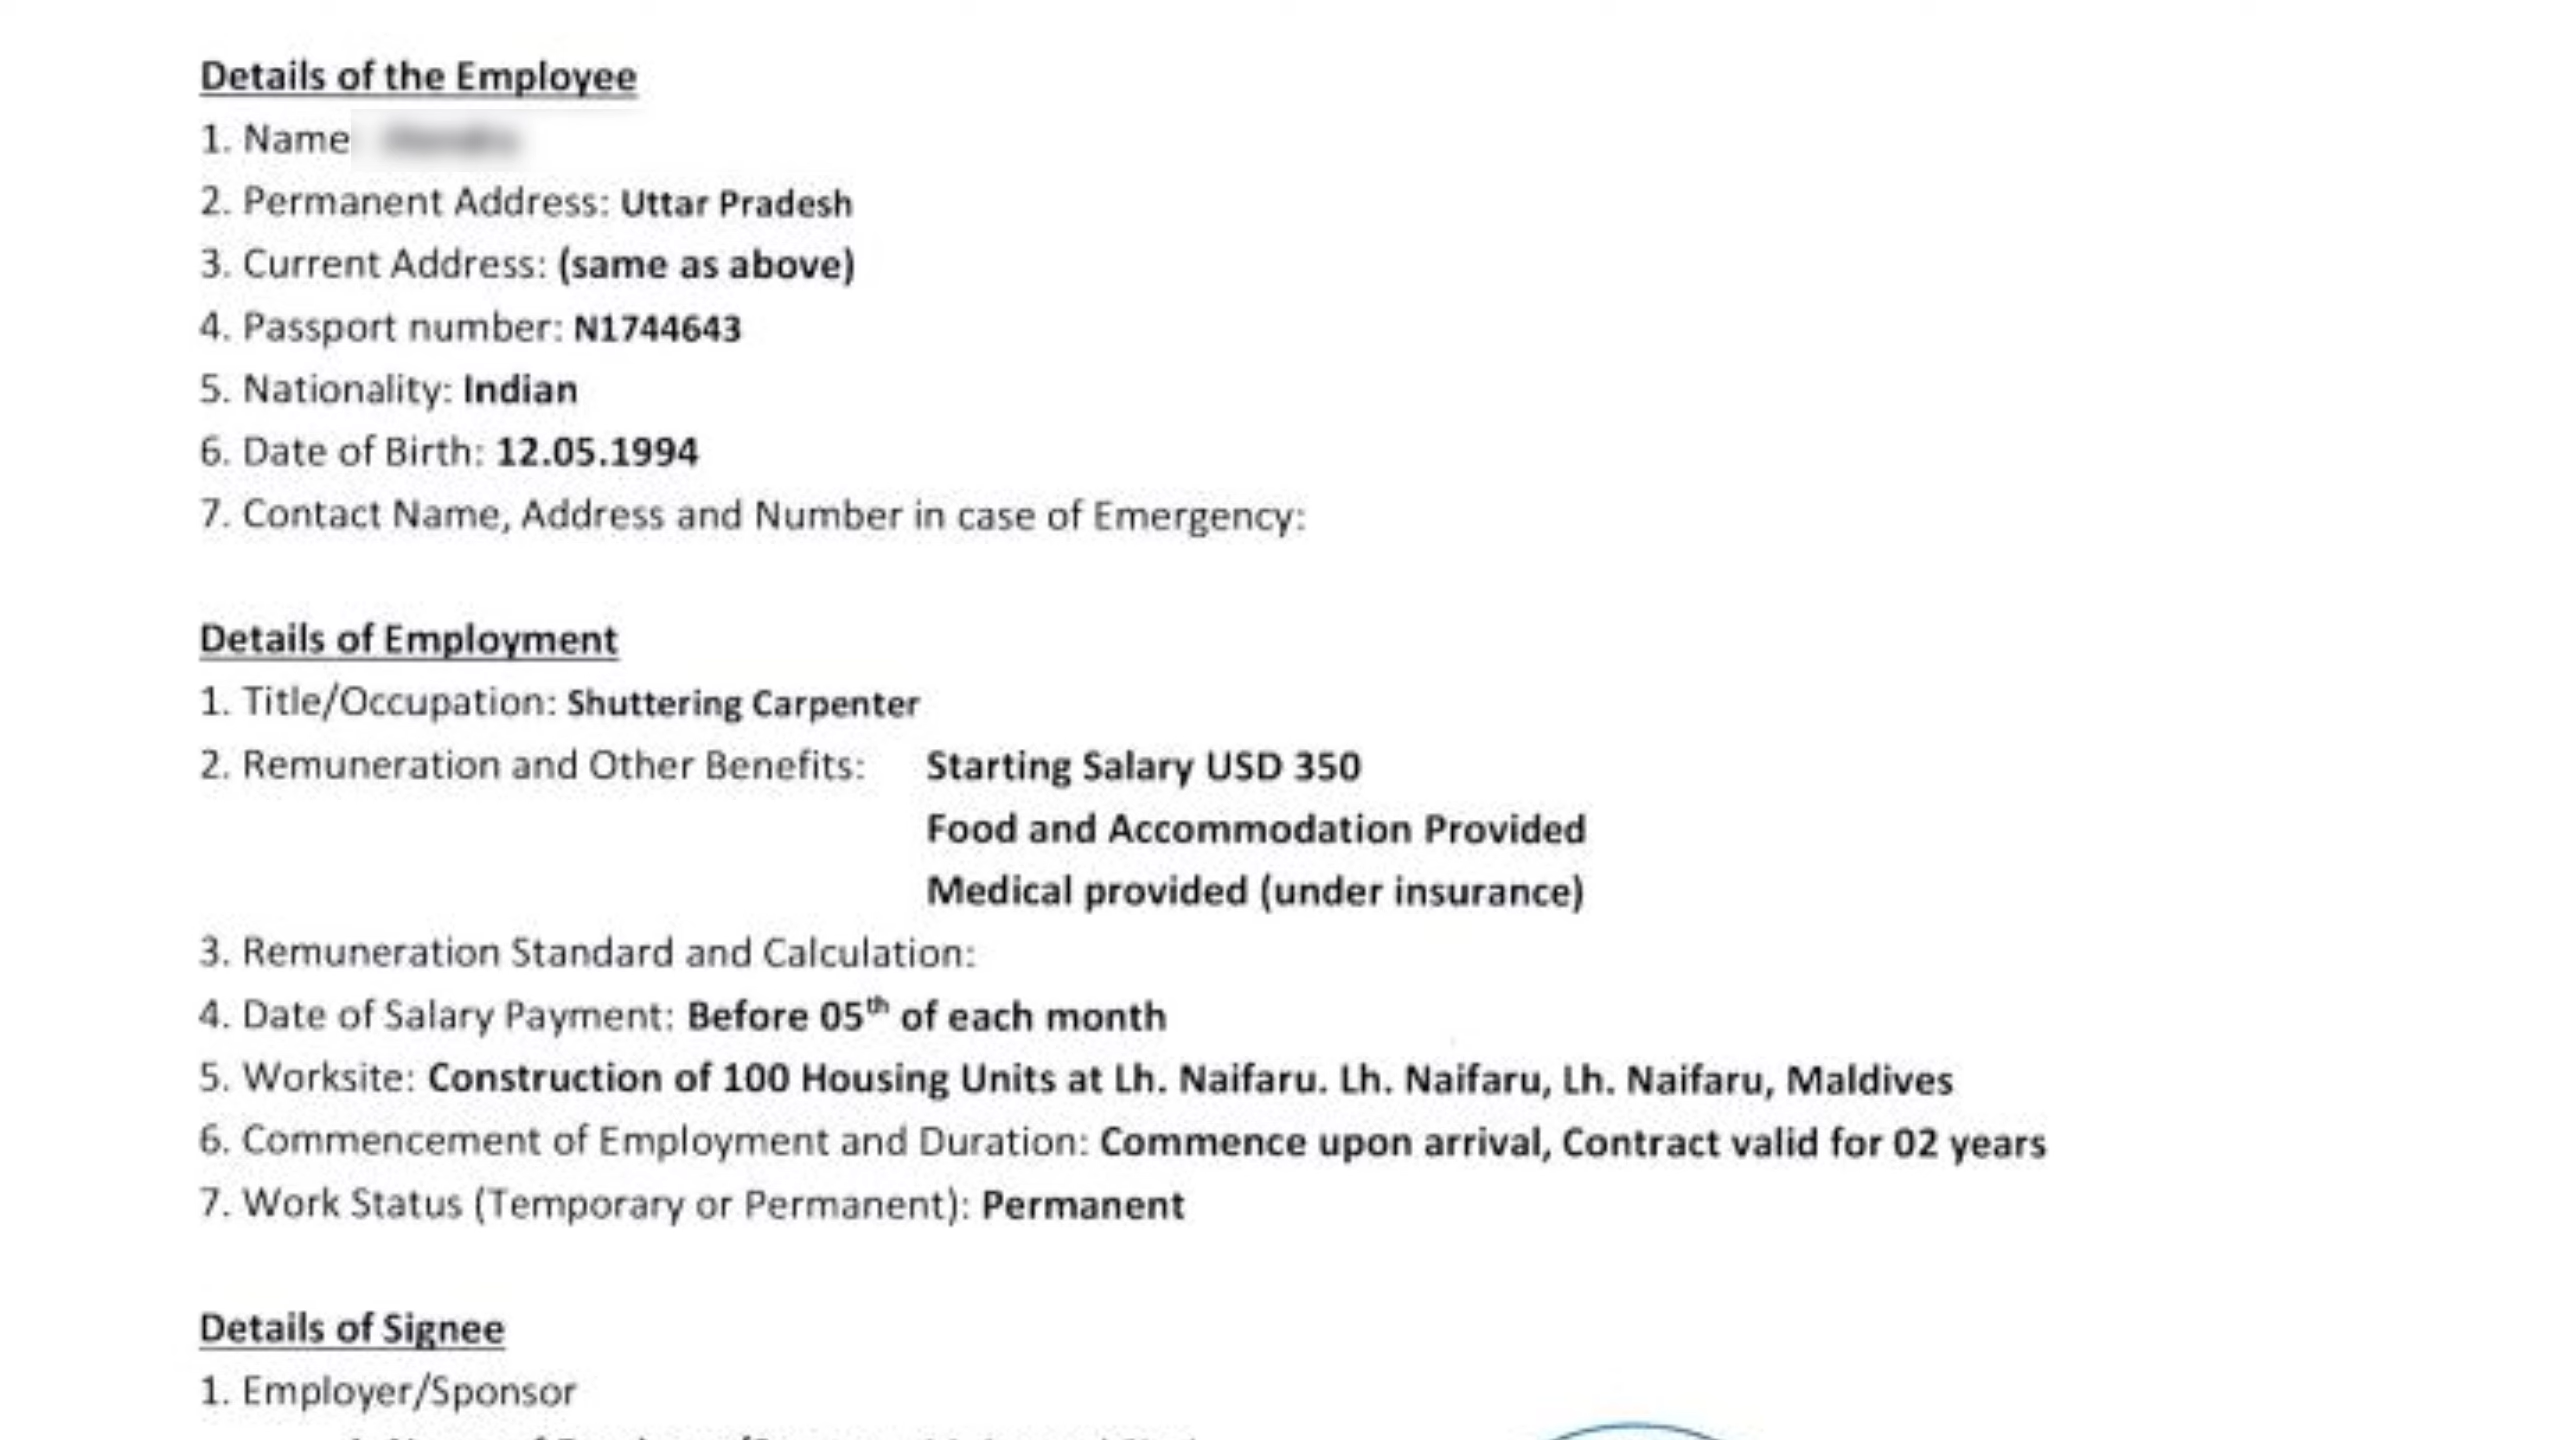 Details of the Employee
1. Name
2. Permanent Address: Uttar Pradesh
3. Current Address: (same as above)
4. Passport number: N1744643
5. Nationality: Indian
6. Date of Birth: 12.05.1994
7. Contact Name, Address and Number in case of Emergency:
Details of Employment
1. Title/Occupation: Shuttering Carpenter
2. Remuneration and Other Benefits: Starting Salary USD 350
Food and Accommodation Provided
Medical provided (under insurance)
3. Remuneration Standard and Calculation:
4. Date of Salary Payment: Before 05th of each month
5. Worksite: Construction of 100 Housing Units at Lh. Naifaru. Lh. Naifaru, Lh. Naifaru, Maldives
6. Commencement of Employment and Duration: Commence upon arrival, Contract valid for 02 years
7. Work Status (Temporary or Permanent): Permanent
Details of Signee
1. Employer/Sponsor